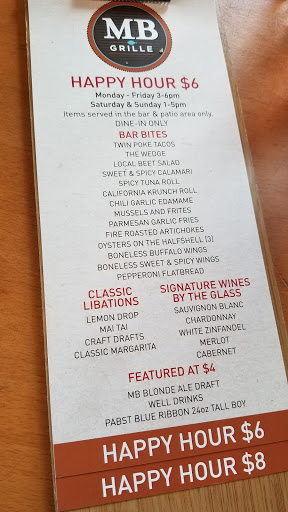 MB
GRILLE
HAPPY HOUR $6
Monday - Friday 3-6pm
Saturday & Sunday 1-5pm
Items served in the bar & patio area only.
DINE-IN ONLY
BAR BITES
TWIN POKE TACOS
THE WEDGE
LOCAL BEET SALAD
SWEET & SPICY CALAMARI
SPICY TUNA ROLL
CALIFORNIA KRUNCH ROLL
CHILI GARLIC EDAMAME
MUSSELS AND FRITES
PARMESAN GARLIC FRIES
FIRE ROASTED ARTICHOKES
OYSTERS ON THE HALFSHELL [3]
BONELESS BUFFALO WINGS
BONELESS SWEET & SPICY WINGS
PEPPERONI FLATBREAD
CLASSIC
LIBATIONS
LEMON DROP
MAI TAI
CRAFT DRAFTS
CLASSIC MARGARITA
SIGNATURE WINES
BY THE GLASS
SAUVIGNON BLANC
CHARDONNAY
WHITE ZINFANDEL
MERLOT
CABERNET
FEATURED AT $4
MB BLONDE ALE DRAFT
WELL DRINKS
PABST BLUE RIBBON 24oz TALL BOY
HAPPY HOUR $6
HAPPY HOUR $8